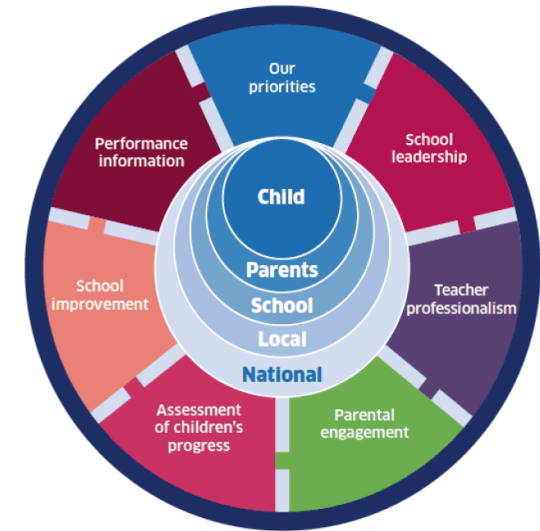 Our
priorities
School
leadership
Teacher
professionalism
Parental
engagement
Assessment
of children's
progress
School
improvement
Performance
information
Child
Parents
School
Local
National